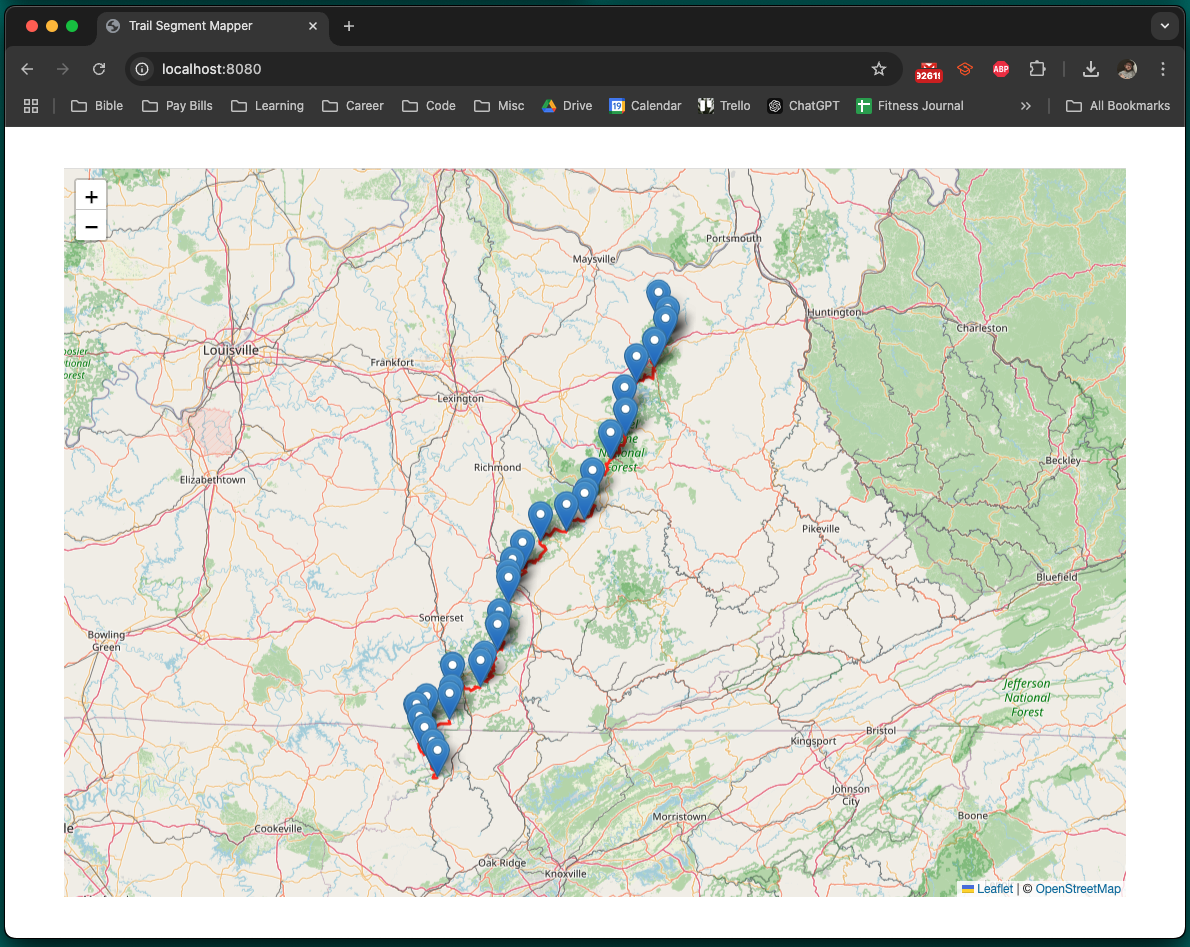 Trail Segment Mapper
localhost:8080
9261
ABP
Bible
Pay Bills
Learning
Career
Code
Misc
Drive
19
Calendar
Trello
ChatGPT
Fitness Journal
All Bookmarks
+
−
Portsmouth
Maysville
Huntington
Charleston
Louisville
Frankfort
Lexington
Beckley
Richmond
National
Forest
Elizabethtown
Pikeville
Bluefield
Somerset
Bowling
Green
Jefferson
National
Forest
Bristol
Kingsport
Johnson
City
Morristown
Boone
Cookeville
Oak Ridge
Knoxville
Leaflet | © OpenStreetMap